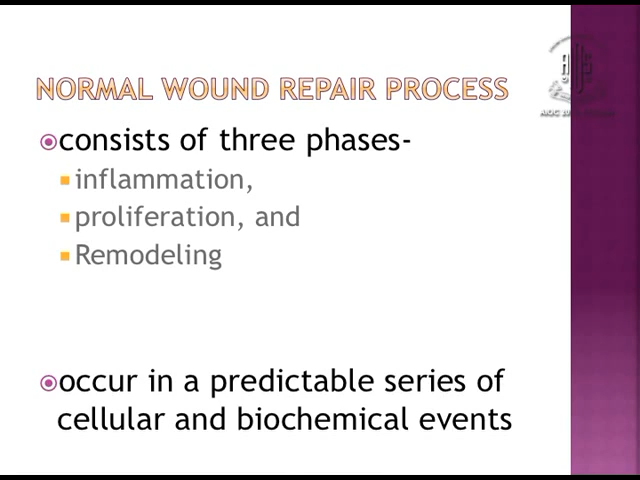 NORMAL WOUND REPAIR PROCESS
consists of three phases-
inflammation,
proliferation, and
Remodeling
occur in a predictable series of
cellular and biochemical events